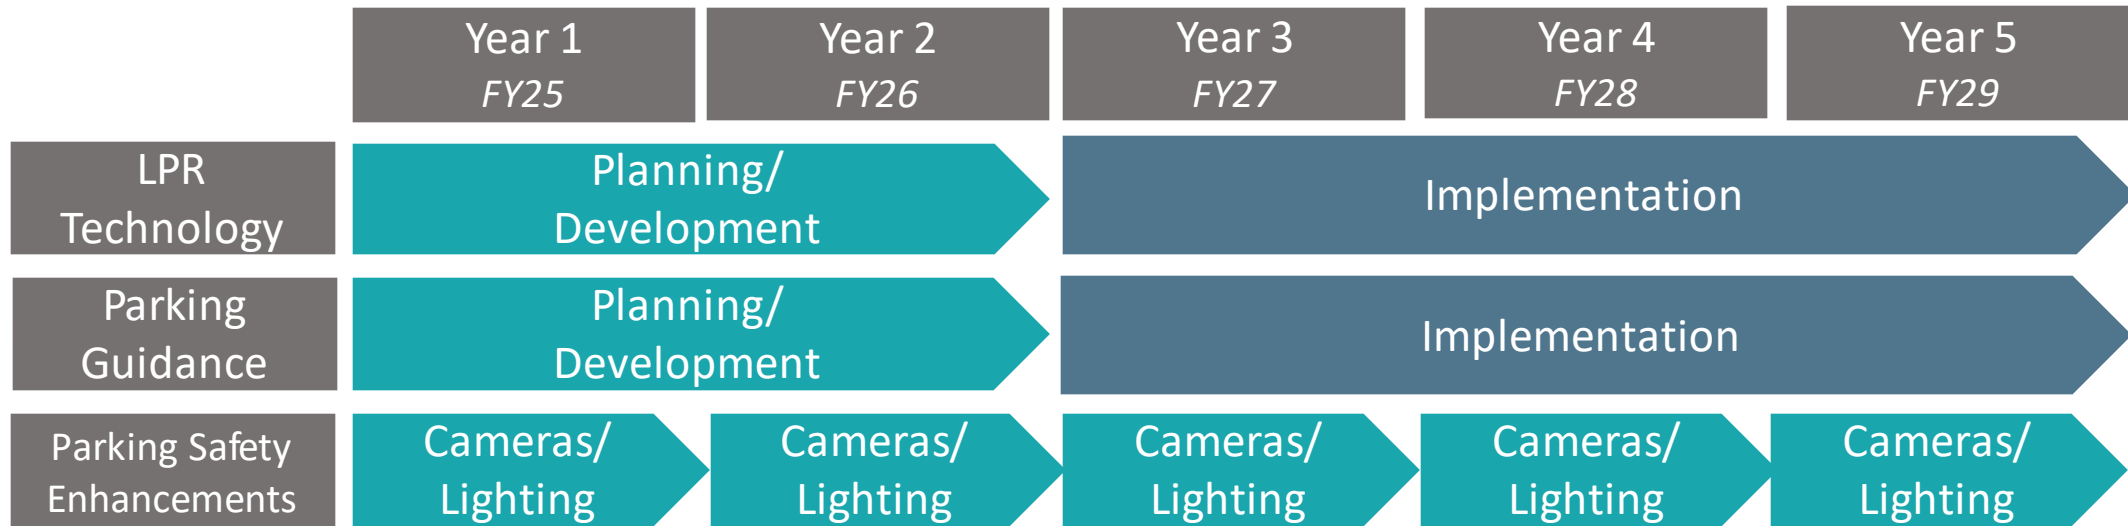 Year 1
FY25
Year 2
FY26
Year 3
FY27
Year 4
FY28
Year 5
FY29
LPR
Technology
Planning/
Development
Implementation
Parking
Guidance
Planning/
Development
Implementation
Parking Safety
Enhancements
Cameras/
Lighting
Cameras/
Lighting
Cameras/
Lighting
Cameras/
Lighting
Cameras/
Lighting